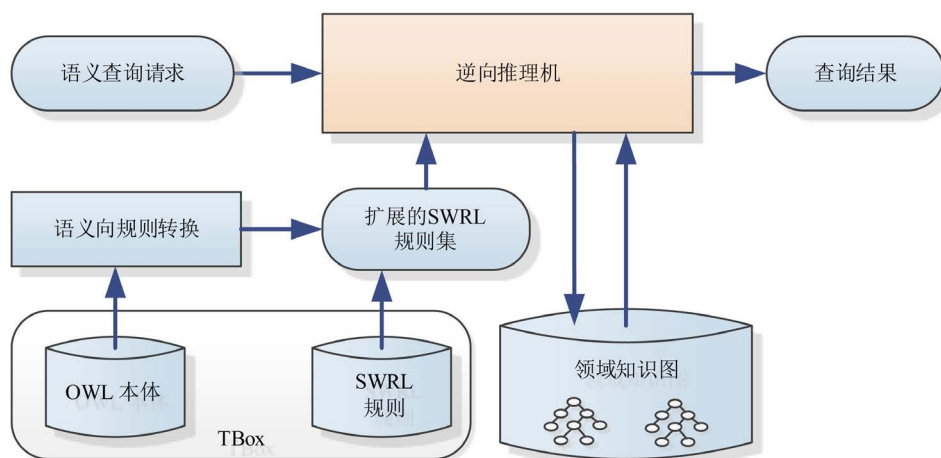 语义查询请求
逆向推理机
查询结果
语义向规则转换
扩展的SWRL
规则集
OWL 本体
SWRL
规则
领域知识图
TBox